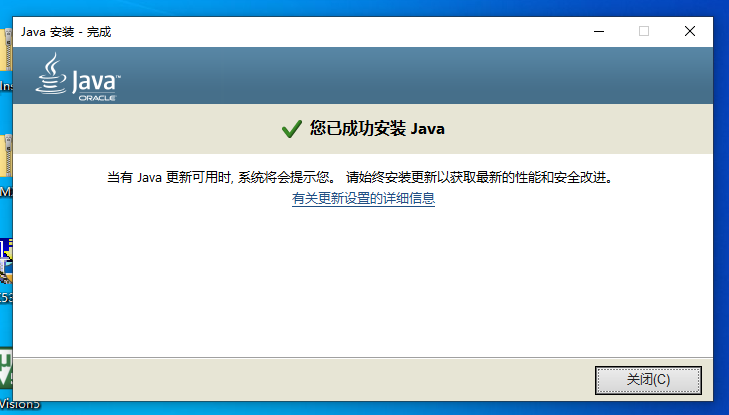 Java 安装 - 完成
Java™
ORACLE
您已成功安装 Java
当有 Java 更新可用时, 系统将会提示您。 请始终安装更新以获取最新的性能和安全改进。
有关更新设置的详细信息
关闭(C)
Vision5